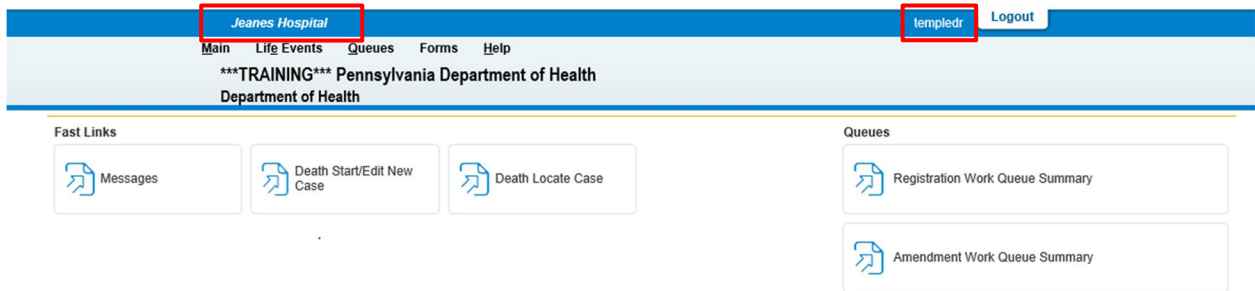 Jeanes Hospital
templedr
Logout
Main Life Events Queues Forms Help
***TRAINING*** Pennsylvania Department of Health
Department of Health
Fast Links
Messages
Death Start/Edit New
Case
Death Locate Case
Queues
Registration Work Queue Summary
Amendment Work Queue Summary